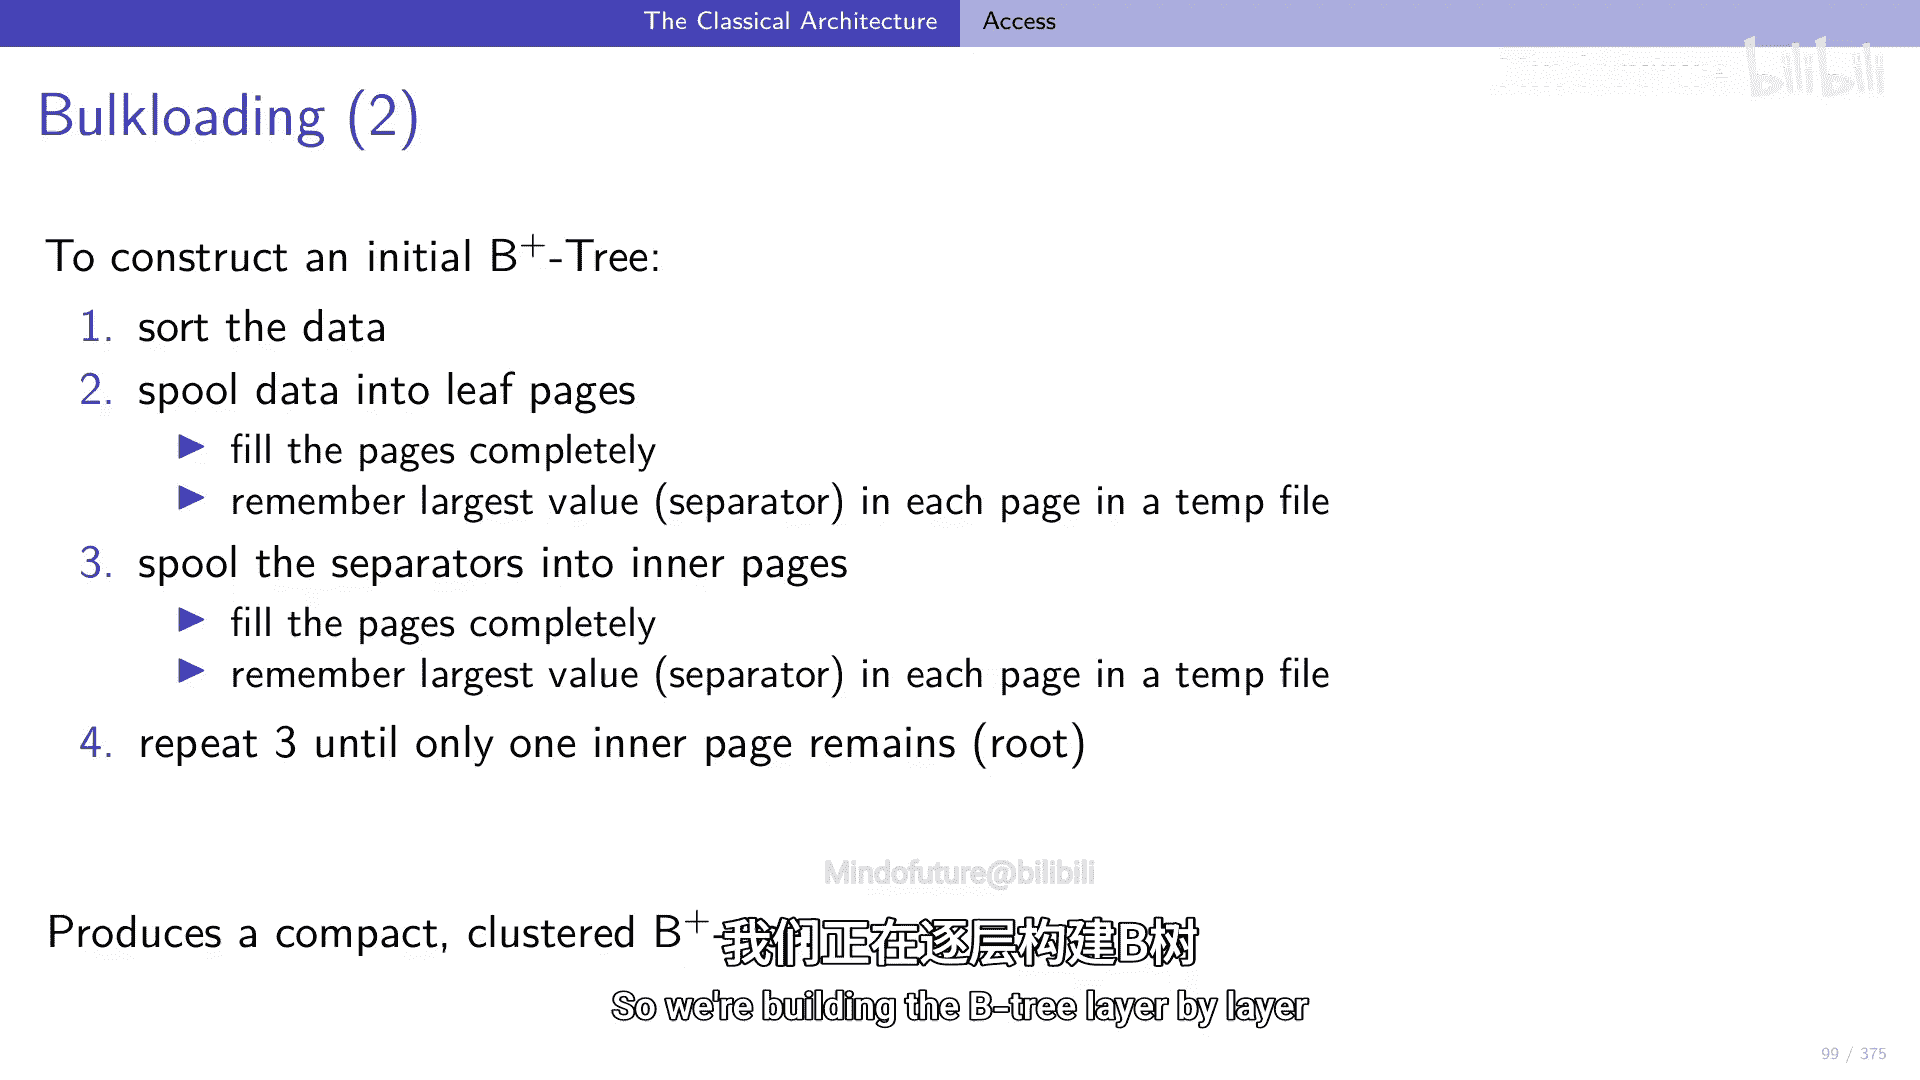 The Classical Architecture
Access
bilibili
Bulkloading (2)
To construct an initial B⁺-Tree:
1. sort the data
2. spool data into leaf pages
▶ fill the pages completely
▶ remember largest value (separator) in each page in a temp file
3. spool the separators into inner pages
▶ fill the pages completely
▶ remember largest value (separator) in each page in a temp file
4. repeat 3 until only one inner page remains (root)
Mindofuture@bilibili
Produces a compact, clustered B⁺-
我们正在逐层构建B树
So we're building the B-tree layer by layer
99 / 375